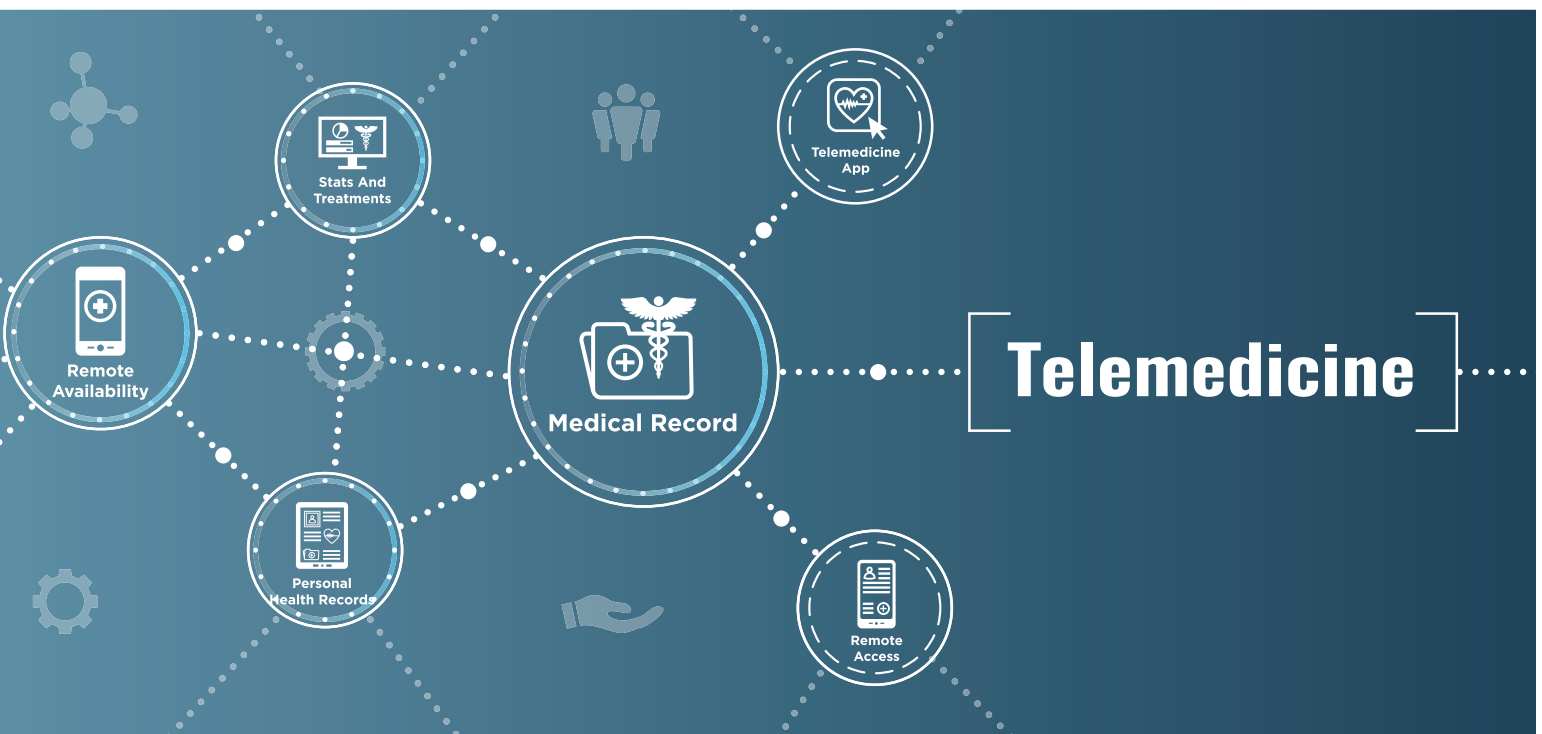 Stats And
Treatments
Telemedicine
App
Remote
Availability
Medical Record
Telemedicine
Personal
Health Records
Remote
Access